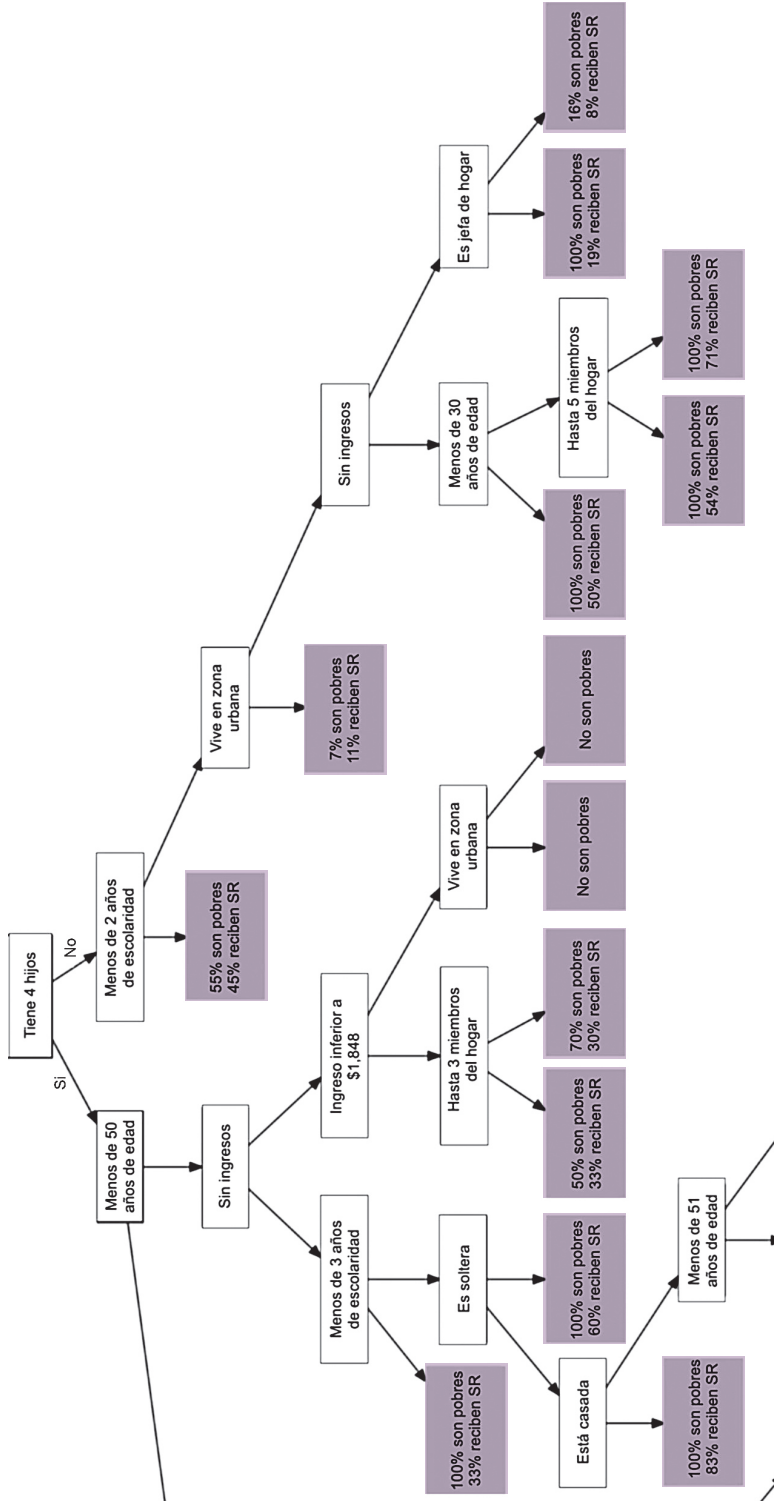 Tiene 4 hijos
Si
No
Menos de 50
años de edad
Menos de 2 años
de escolaridad
55% son pobres
45% reciben SR
Sin ingresos
Vive en zona
urbana
7% son pobres
11% reciben SR
Menos de 3 años
de escolaridad
Ingreso inferior a
$1,848
Sin ingresos
100% son pobres
33% reciben SR
Es soltera
Hasta 3 miembros
del hogar
Vive en zona
urbana
Menos de 30
años de edad
Es jefa de hogar
Está casada
100% son pobres
60% reciben SR
50% son pobres
33% reciben SR
70% son pobres
30% reciben SR
No son pobres
No son pobres
100% son pobres
50% reciben SR
Hasta 5 miembros
del hogar
100% son pobres
19% reciben SR
16% son pobres
8% reciben SR
100% son pobres
83% reciben SR
Menos de 51
años de edad
100% son pobres
54% reciben SR
100% son pobres
71% reciben SR